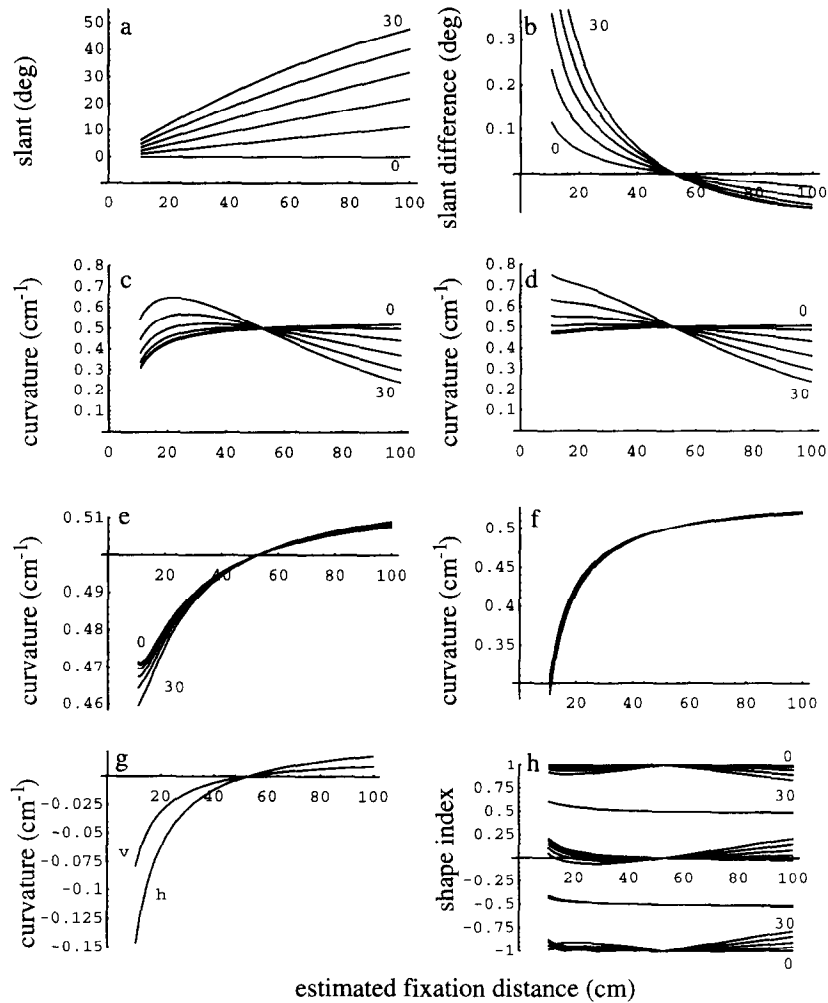 a
slant (deg)
50
40
30
20
10
0
30
0
0 20 40 60 80 100
b
slant difference (deg)
0.3
0.2
0.1
30
0
20 40 60 80 100
c
curvature (cm-1)
0.8
0.7
0.6
0.5
0.4
0.3
0.2
0.1
0
30
0 20 40 60 80 100
d
curvature (cm-1)
0.8
0.7
0.6
0.5
0.4
0.3
0.2
0.1
0
30
0 20 40 60 80 100
e
curvature (cm-1)
0.51
0.49
0.48
0.47
0.46
0
30
20 40 60 80 100
f
curvature (cm-1)
0.5
0.45
0.4
0.35
20 40 60 80 100
g
curvature (cm-1)
-0.025
-0.05
-0.075
-0.1
-0.125
-0.15
v
h
20 40 60 80 100
h
shape index
1
0.75
0.5
0.25
-0.25
-0.5
-0.75
-1
0
30
20 40 60 80 100
30
0
estimated fixation distance (cm)